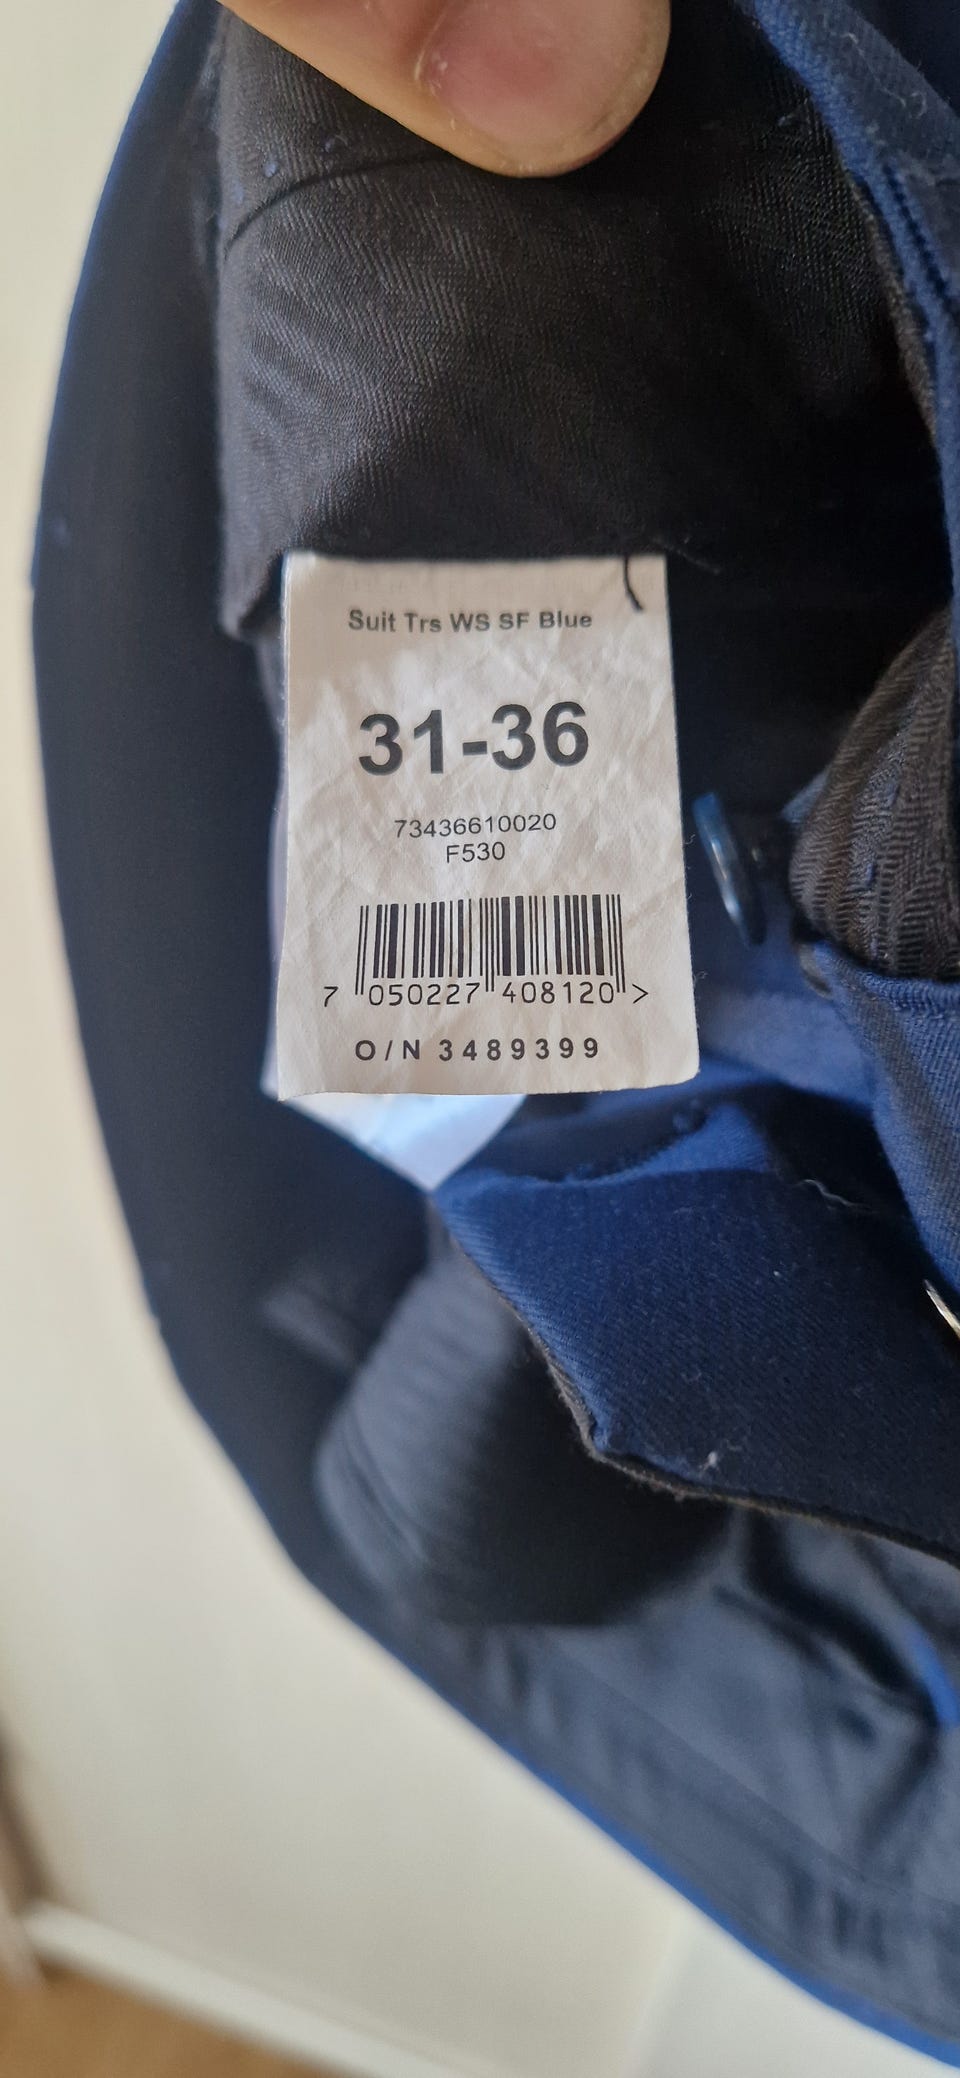 Suit Trs WS SF Blue
31-36
73436610020
F530
7 050227 408120 >
O/N 3489399